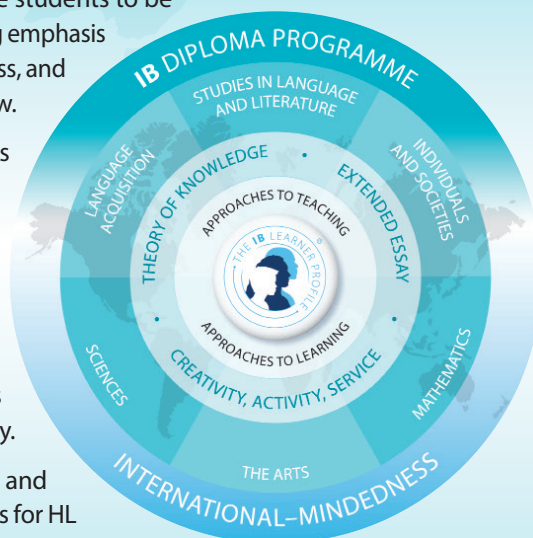 e students to be
g emphasis
ss, and
w.
s
s
y.
and
s for HL
IB DIPLOMA PROGRAMME
STUDIES IN LANGUAGE
AND LITERATURE
LANGUAGE
ACQUISITION
INDIVIDUALS
AND SOCIETIES
THEORY OF KNOWLEDGE • EXTENDED ESSAY •
APPROACHES TO TEACHING
THE IB LEARNER PROFILE
APPROACHES TO LEARNING
• CREATIVITY, ACTIVITY, SERVICE
SCIENCES
MATHEMATICS
THE ARTS
INTERNATIONAL–MINDEDNESS